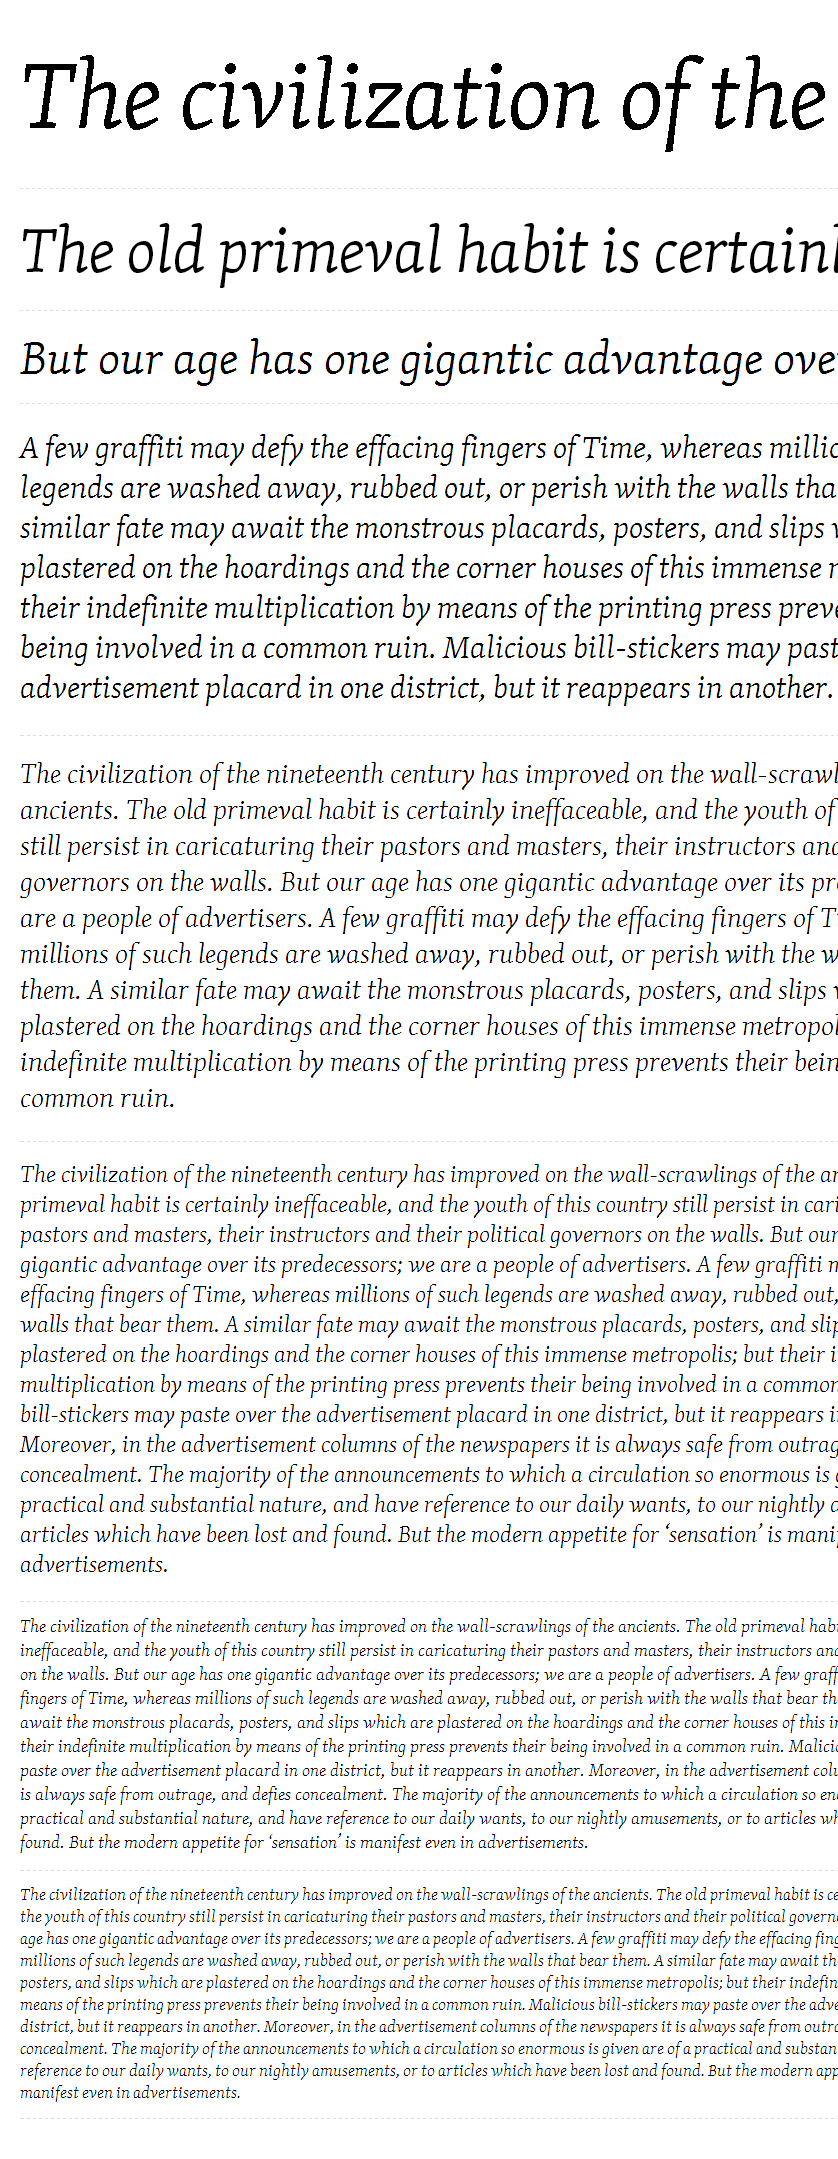 The civilization of the
The old primeval habit is certainl
But our age has one gigantic advantage ove
A few graffiti may defy the effacing fingers of Time, whereas millio
legends are washed away, rubbed out, or perish with the walls tha
similar fate may await the monstrous placards, posters, and slips
plastered on the hoardings and the corner houses of this immense
their indefinite multiplication by means of the printing press preve
being involved in a common ruin. Malicious bill-stickers may past
advertisement placard in one district, but it reappears in another.
The civilization of the nineteenth century has improved on the wall-scrawl
ancients. The old primeval habit is certainly ineffaceable, and the youth of
still persist in caricaturing their pastors and masters, their instructors and
governors on the walls. But our age has one gigantic advantage over its pr
are a people of advertisers. A few graffiti may defy the effacing fingers of T
millions of such legends are washed away, rubbed out, or perish with the w
them. A similar fate may await the monstrous placards, posters, and slips
plastered on the hoardings and the corner houses of this immense metropol
indefinite multiplication by means of the printing press prevents their bein
common ruin.
The civilization of the nineteenth century has improved on the wall-scrawlings of the an
primeval habit is certainly ineffaceable, and the youth of this country still persist in cari
pastors and masters, their instructors and their political governors on the walls. But our
gigantic advantage over its predecessors; we are a people of advertisers. A few graffiti m
effacing fingers of Time, whereas millions of such legends are washed away, rubbed out,
walls that bear them. A similar fate may await the monstrous placards, posters, and slip
plastered on the hoardings and the corner houses of this immense metropolis; but their i
multiplication by means of the printing press prevents their being involved in a common
bill-stickers may paste over the advertisement placard in one district, but it reappears i
Moreover, in the advertisement columns of the newspapers it is always safe from outrag
concealment. The majority of the announcements to which a circulation so enormous is g
practical and substantial nature, and have reference to our daily wants, to our nightly a
articles which have been lost and found. But the modern appetite for ‘sensation’ is manif
advertisements.
The civilization of the nineteenth century has improved on the wall-scrawlings of the ancients. The old primeval habi
ineffaceable, and the youth of this country still persist in caricaturing their pastors and masters, their instructors and
on the walls. But our age has one gigantic advantage over its predecessors; we are a people of advertisers. A few graff
fingers of Time, whereas millions of such legends are washed away, rubbed out, or perish with the walls that bear th
await the monstrous placards, posters, and slips which are plastered on the hoardings and the corner houses of this i
their indefinite multiplication by means of the printing press prevents their being involved in a common ruin. Malicio
paste over the advertisement placard in one district, but it reappears in another. Moreover, in the advertisement colu
is always safe from outrage, and defies concealment. The majority of the announcements to which a circulation so en
practical and substantial nature, and have reference to our daily wants, to our nightly amusements, or to articles wh
found. But the modern appetite for ‘sensation’ is manifest even in advertisements.
The civilization of the nineteenth century has improved on the wall-scrawlings of the ancients. The old primeval habit is ce
the youth of this country still persist in caricaturing their pastors and masters, their instructors and their political govern
age has one gigantic advantage over its predecessors; we are a people of advertisers. A few graffiti may defy the effacing fing
millions of such legends are washed away, rubbed out, or perish with the walls that bear them. A similar fate may await th
posters, and slips which are plastered on the hoardings and the corner houses of this immense metropolis; but their indefin
means of the printing press prevents their being involved in a common ruin. Malicious bill-stickers may paste over the adve
district, but it reappears in another. Moreover, in the advertisement columns of the newspapers it is always safe from outra
concealment. The majority of the announcements to which a circulation so enormous is given are of a practical and substan
reference to our daily wants, to our nightly amusements, or to articles which have been lost and found. But the modern app
manifest even in advertisements.